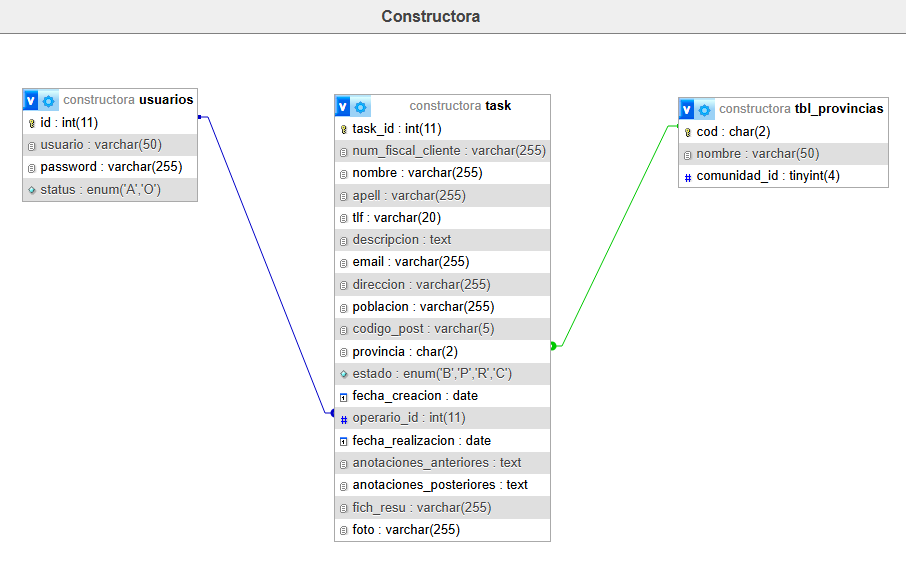 Constructora
constructora usuarios
id : int(11)
usuario : varchar(50)
password : varchar(255)
status : enum('A','O')
constructora task
task_id : int(11)
num_fiscal_cliente : varchar(255)
nombre : varchar(255)
apell : varchar(255)
tlf : varchar(20)
descripcion : text
email : varchar(255)
direccion : varchar(255)
poblacion : varchar(255)
codigo_post : varchar(5)
provincia : char(2)
estado : enum('B','P','R','C')
fecha_creacion : date
operario_id : int(11)
fecha_realizacion : date
anotaciones_anteriores : text
anotaciones_posteriores : text
fich_resu : varchar(255)
foto : varchar(255)
constructora tbl_provincias
cod : char(2)
nombre : varchar(50)
comunidad_id : tinyint(4)